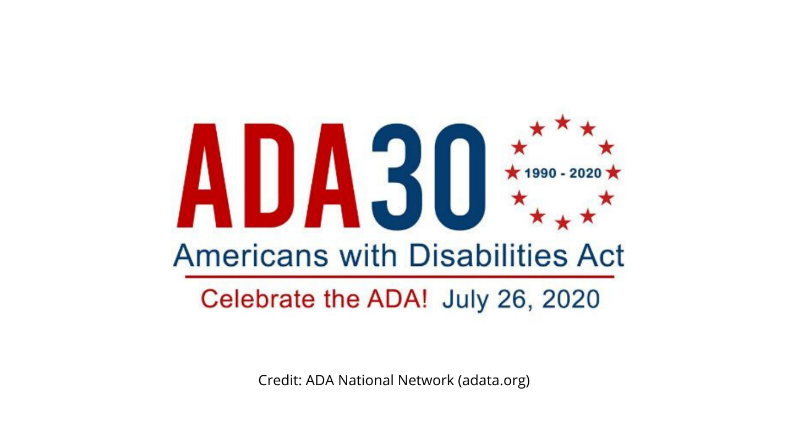 ADA30
1990 - 2020
Americans with Disabilities Act
Celebrate the ADA! July 26, 2020
Credit: ADA National Network (adata.org)